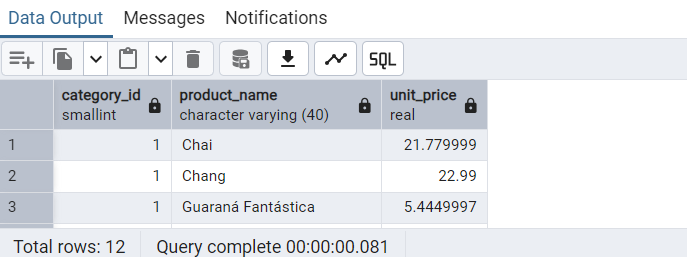 Data Output Messages Notifications
SQL
category_id product_name unit_price
smallint character varying (40) real
1 1 Chai 21.779999
2 1 Chang 22.99
3 1 Guaraná Fantástica 5.4449997
Total rows: 12 Query complete 00:00:00.081